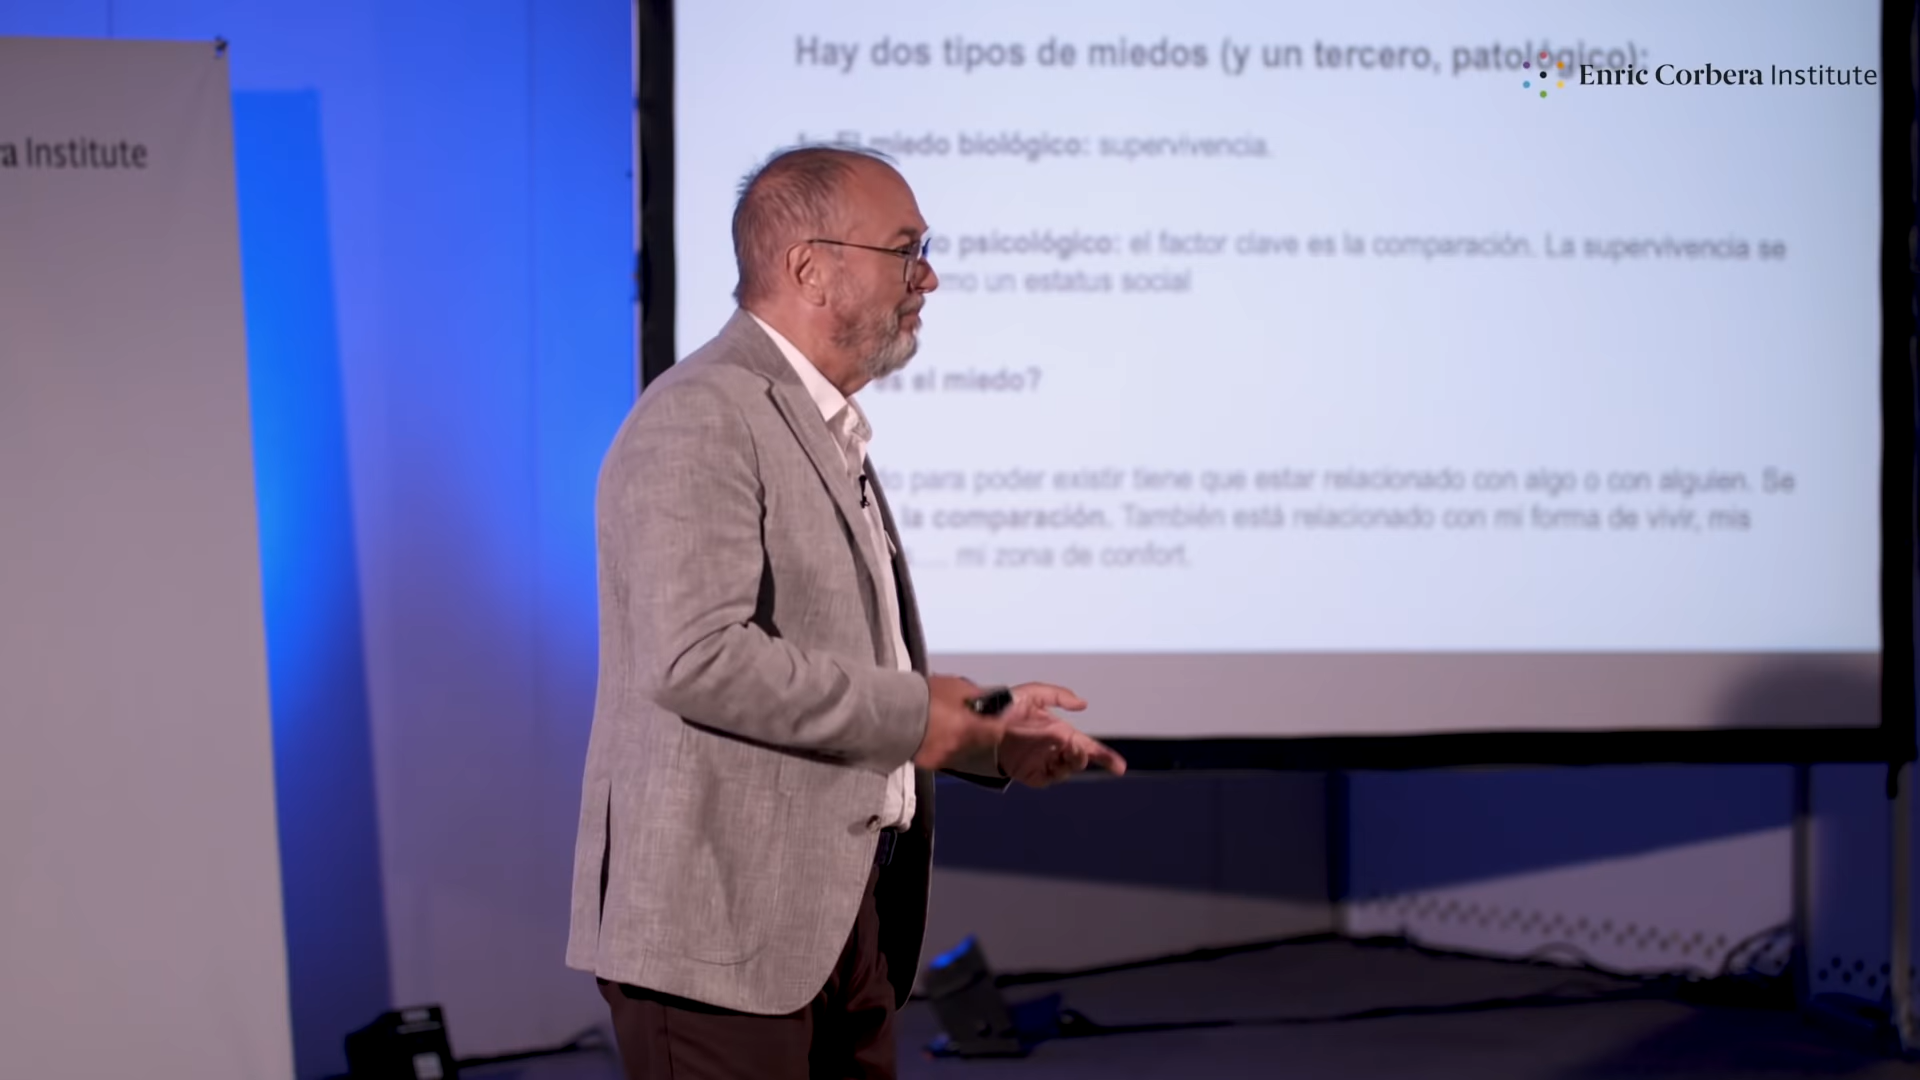 Hay dos tipos de miedos (y un tercero, patológico):
Enric Corbera Institute
a Institute
El miedo biológico: supervivencia.
psicológico: el factor clave es la comparación. La supervivencia se
un estatus social
es el miedo?
para poder existir tiene que estar relacionado con algo o con alguien. Se
la comparación. También está relacionado con mi forma de vivir, mis
.... mi zona de confort.